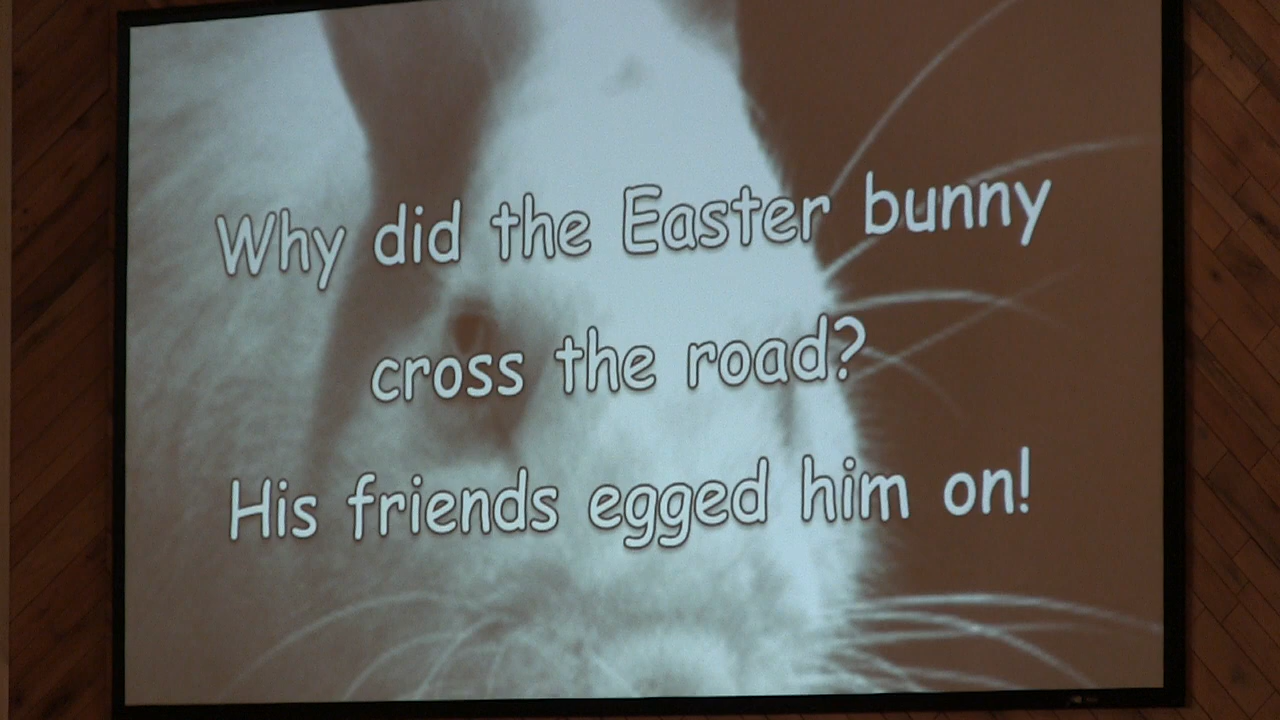 Why did the Easter bunny
cross the road?
His friends egged him on!